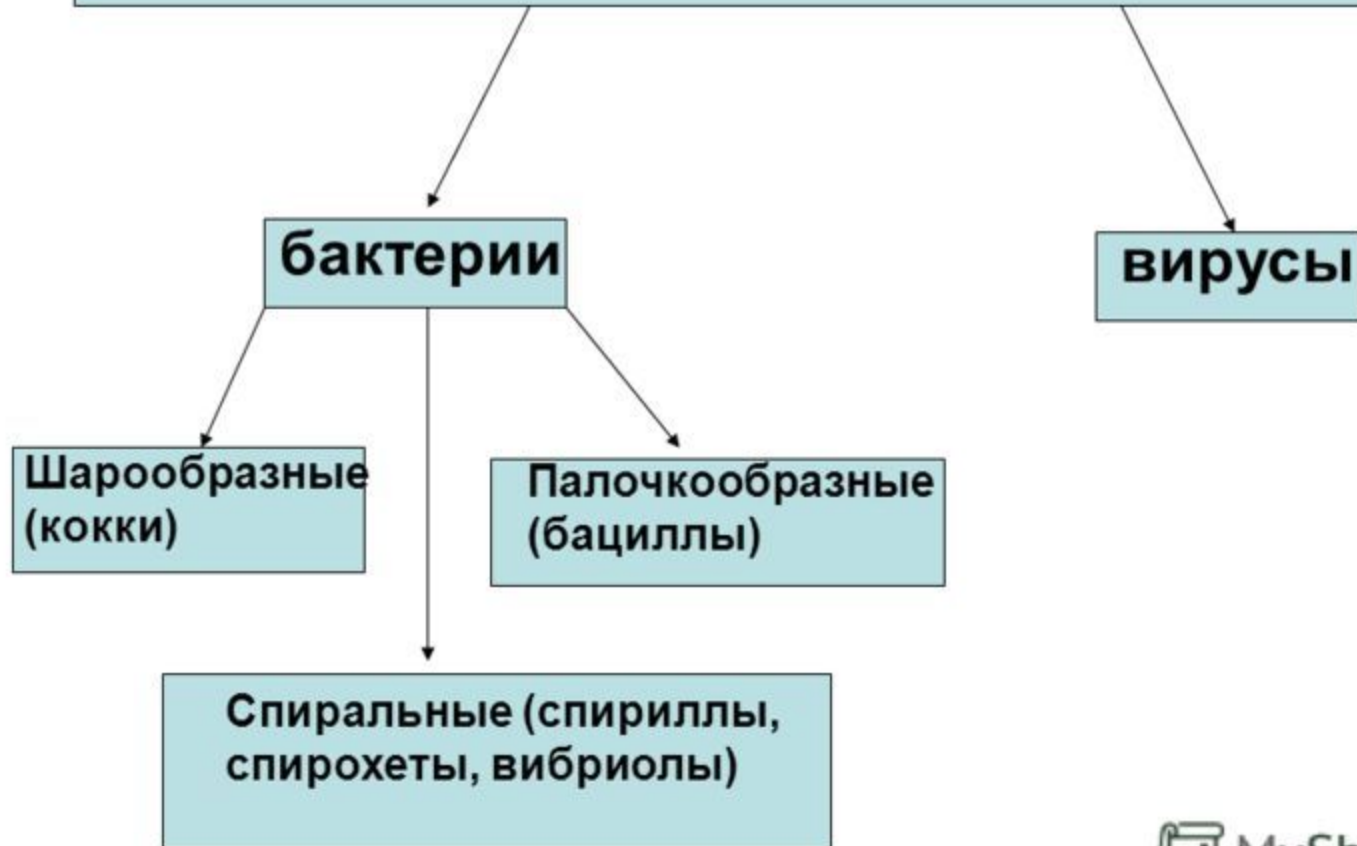 бактерии
вирусы
Шарообразные
(кокки)
Палочкообразные
(бациллы)
Спиральные (спириллы,
спирохеты, вибриолы)